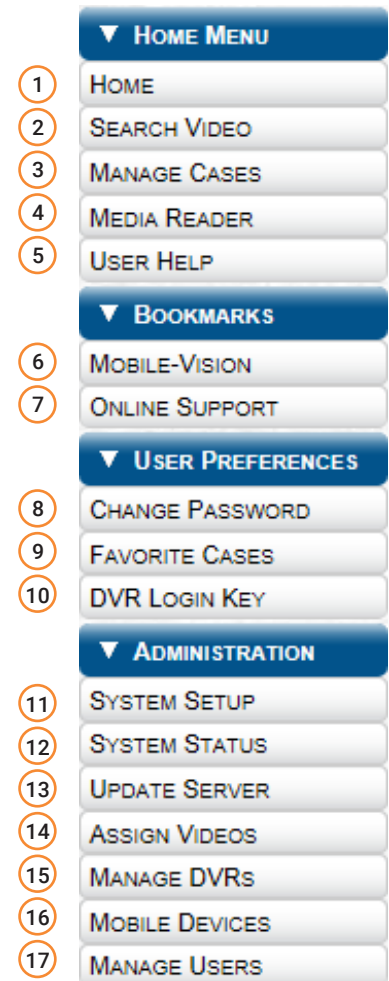 ▼ HOME MENU
1 HOME
2 SEARCH VIDEO
3 MANAGE CASES
4 MEDIA READER
5 USER HELP
▼ BOOKMARKS
6 MOBILE-VISION
7 ONLINE SUPPORT
▼ USER PREFERENCES
8 CHANGE PASSWORD
9 FAVORITE CASES
10 DVR LOGIN KEY
▼ ADMINISTRATION
11 SYSTEM SETUP
12 SYSTEM STATUS
13 UPDATE SERVER
14 ASSIGN VIDEOS
15 MANAGE DVRS
16 MOBILE DEVICES
17 MANAGE USERS